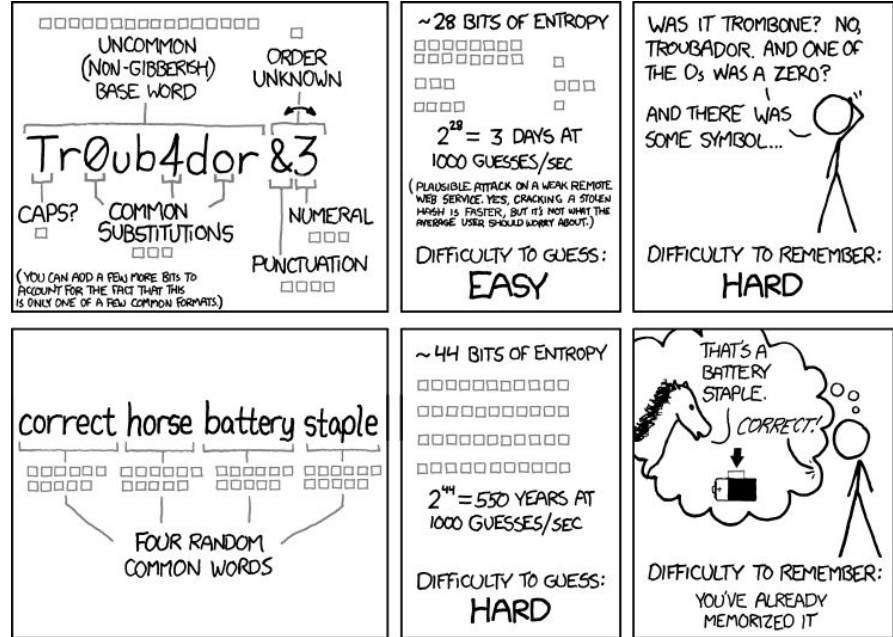 UNCOMMON
(NON-GIBBERISH)
BASE WORD
ORDER
UNKNOWN
Tr0ub4dor &3
CAPS?
COMMON
SUBSTITUTIONS
NUMERAL
PUNCTUATION
(YOU CAN ADD A FEW MORE BITS TO
ACCOUNT FOR THE FACT THAT THIS
IS ONLY ONE OF A FEW COMMON FORMATS.)
~28 BITS OF ENTROPY
2^28 = 3 DAYS AT
1000 GUESSES/SEC
(PLAUSIBLE ATTACK ON A WEAK REMOTE
WEB SERVICE. YES, CRACKING A STOLEN
HASH IS FASTER, BUT IT'S NOT WHAT THE
AVERAGE USER SHOULD WORRY ABOUT.)
DIFFICULTY TO GUESS:
EASY
WAS IT TROMBONE? NO,
TROUBADOR. AND ONE OF
THE Os WAS A ZERO?
AND THERE WAS
SOME SYMBOL...
DIFFICULTY TO REMEMBER:
HARD
correct horse battery staple
FOUR RANDOM
COMMON WORDS
~44 BITS OF ENTROPY
2^44 = 550 YEARS AT
1000 GUESSES/SEC
DIFFICULTY TO GUESS:
HARD
THAT'S A
BATTERY
STAPLE.
CORRECT!
DIFFICULTY TO REMEMBER:
YOU'VE ALREADY
MEMORIZED IT